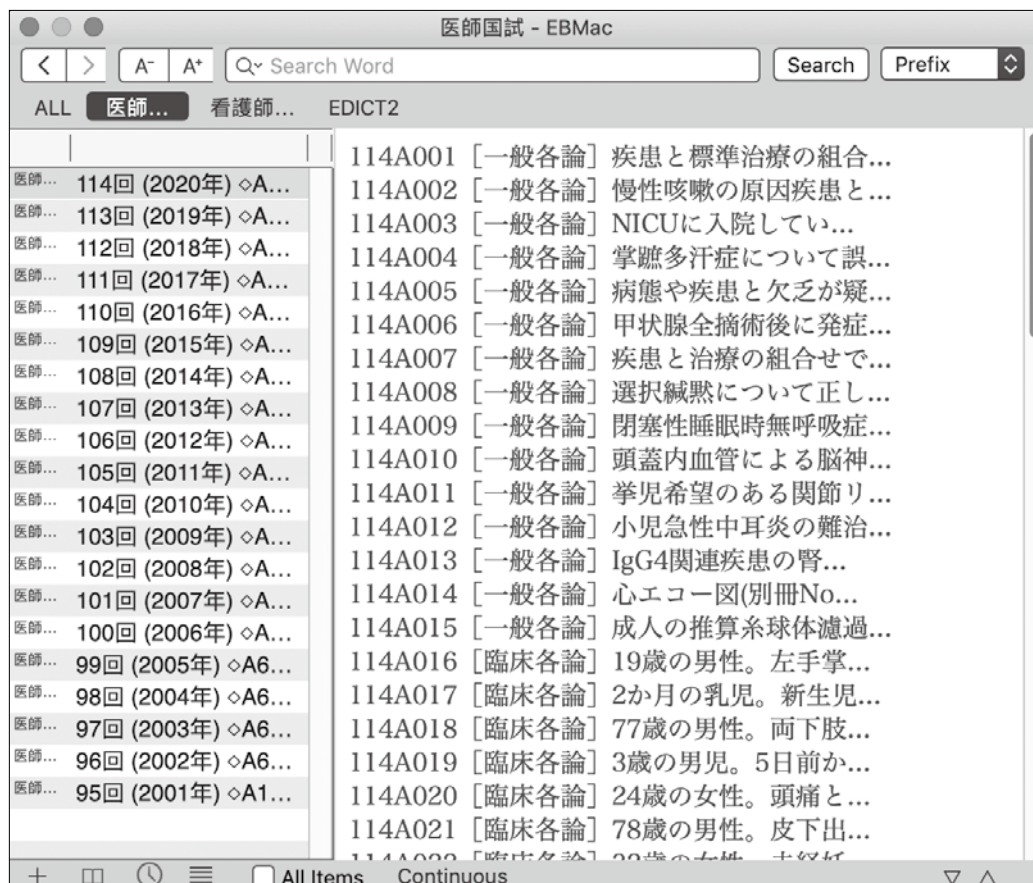 医師国試 - EBMac
A- A+ Search Word Search Prefix
ALL 医師... 看護師... EDICT2
医師... 114回 (2020年) ◇A...
医師... 113回 (2019年) ◇A...
医師... 112回 (2018年) ◇A...
医師... 111回 (2017年) ◇A...
医師... 110回 (2016年) ◇A...
医師... 109回 (2015年) ◇A...
医師... 108回 (2014年) ◇A...
医師... 107回 (2013年) ◇A...
医師... 106回 (2012年) ◇A...
医師... 105回 (2011年) ◇A...
医師... 104回 (2010年) ◇A...
医師... 103回 (2009年) ◇A...
医師... 102回 (2008年) ◇A...
医師... 101回 (2007年) ◇A...
医師... 100回 (2006年) ◇A...
医師... 99回 (2005年) ◇A6...
医師... 98回 (2004年) ◇A6...
医師... 97回 (2003年) ◇A6...
医師... 96回 (2002年) ◇A6...
医師... 95回 (2001年) ◇A1...
114A001［一般各論］疾患と標準治療の組合...
114A002［一般各論］慢性咳嗽の原因疾患と...
114A003［一般各論］NICUに入院してい...
114A004［一般各論］掌蹠多汗症について誤...
114A005［一般各論］病態や疾患と欠乏が疑...
114A006［一般各論］甲状腺全摘術後に発症...
114A007［一般各論］疾患と治療の組合せで...
114A008［一般各論］選択緘黙について正し...
114A009［一般各論］閉塞性睡眠時無呼吸症...
114A010［一般各論］頭蓋内血管による脳神...
114A011［一般各論］挙児希望のある関節リ...
114A012［一般各論］小児急性中耳炎の難治...
114A013［一般各論］IgG4関連疾患の腎...
114A014［一般各論］心エコー図(別冊No...
114A015［一般各論］成人の推算糸球体濾過...
114A016［臨床各論］19歳の男性。左手掌...
114A017［臨床各論］2か月の乳児。新生児...
114A018［臨床各論］77歳の男性。両下肢...
114A019［臨床各論］3歳の男児。5日前か...
114A020［臨床各論］24歳の女性。頭痛と...
114A021［臨床各論］78歳の男性。皮下出...
All Items Continuous